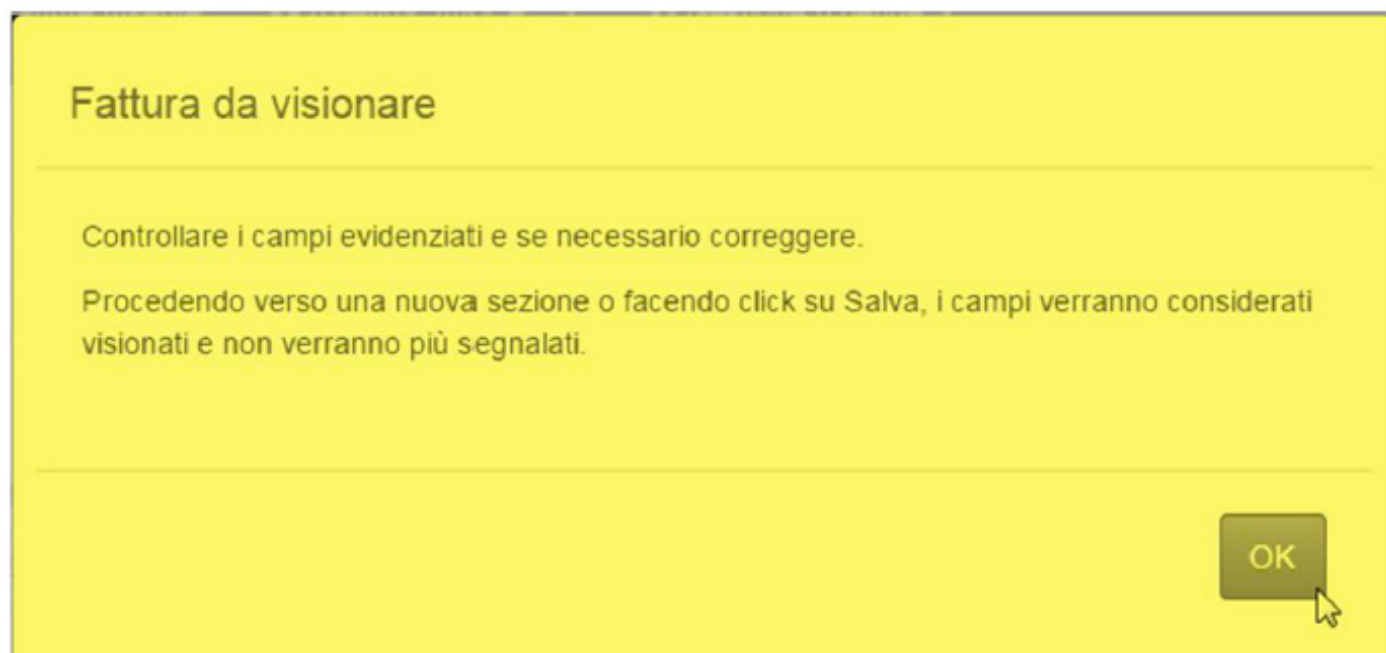 Fattura da visionare
Controllare i campi evidenziati e se necessario correggere.
Procedendo verso una nuova sezione o facendo click su Salva, i campi verranno considerati
visionati e non verranno più segnalati.
OK